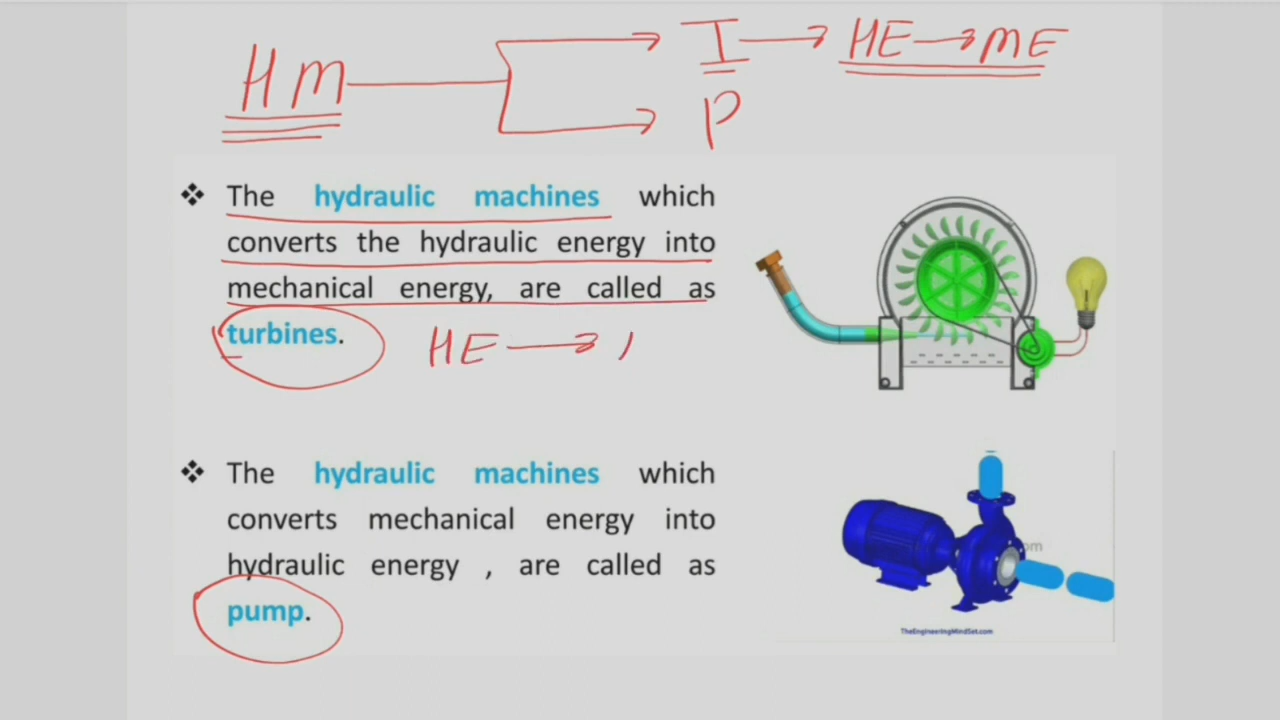 HM I HE ME
P
❖ The hydraulic machines which
converts the hydraulic energy into
mechanical energy, are called as
turbines. HE
❖ The hydraulic machines which
converts mechanical energy into
hydraulic energy , are called as
pump.
om
TheEngineeringMindSet.com